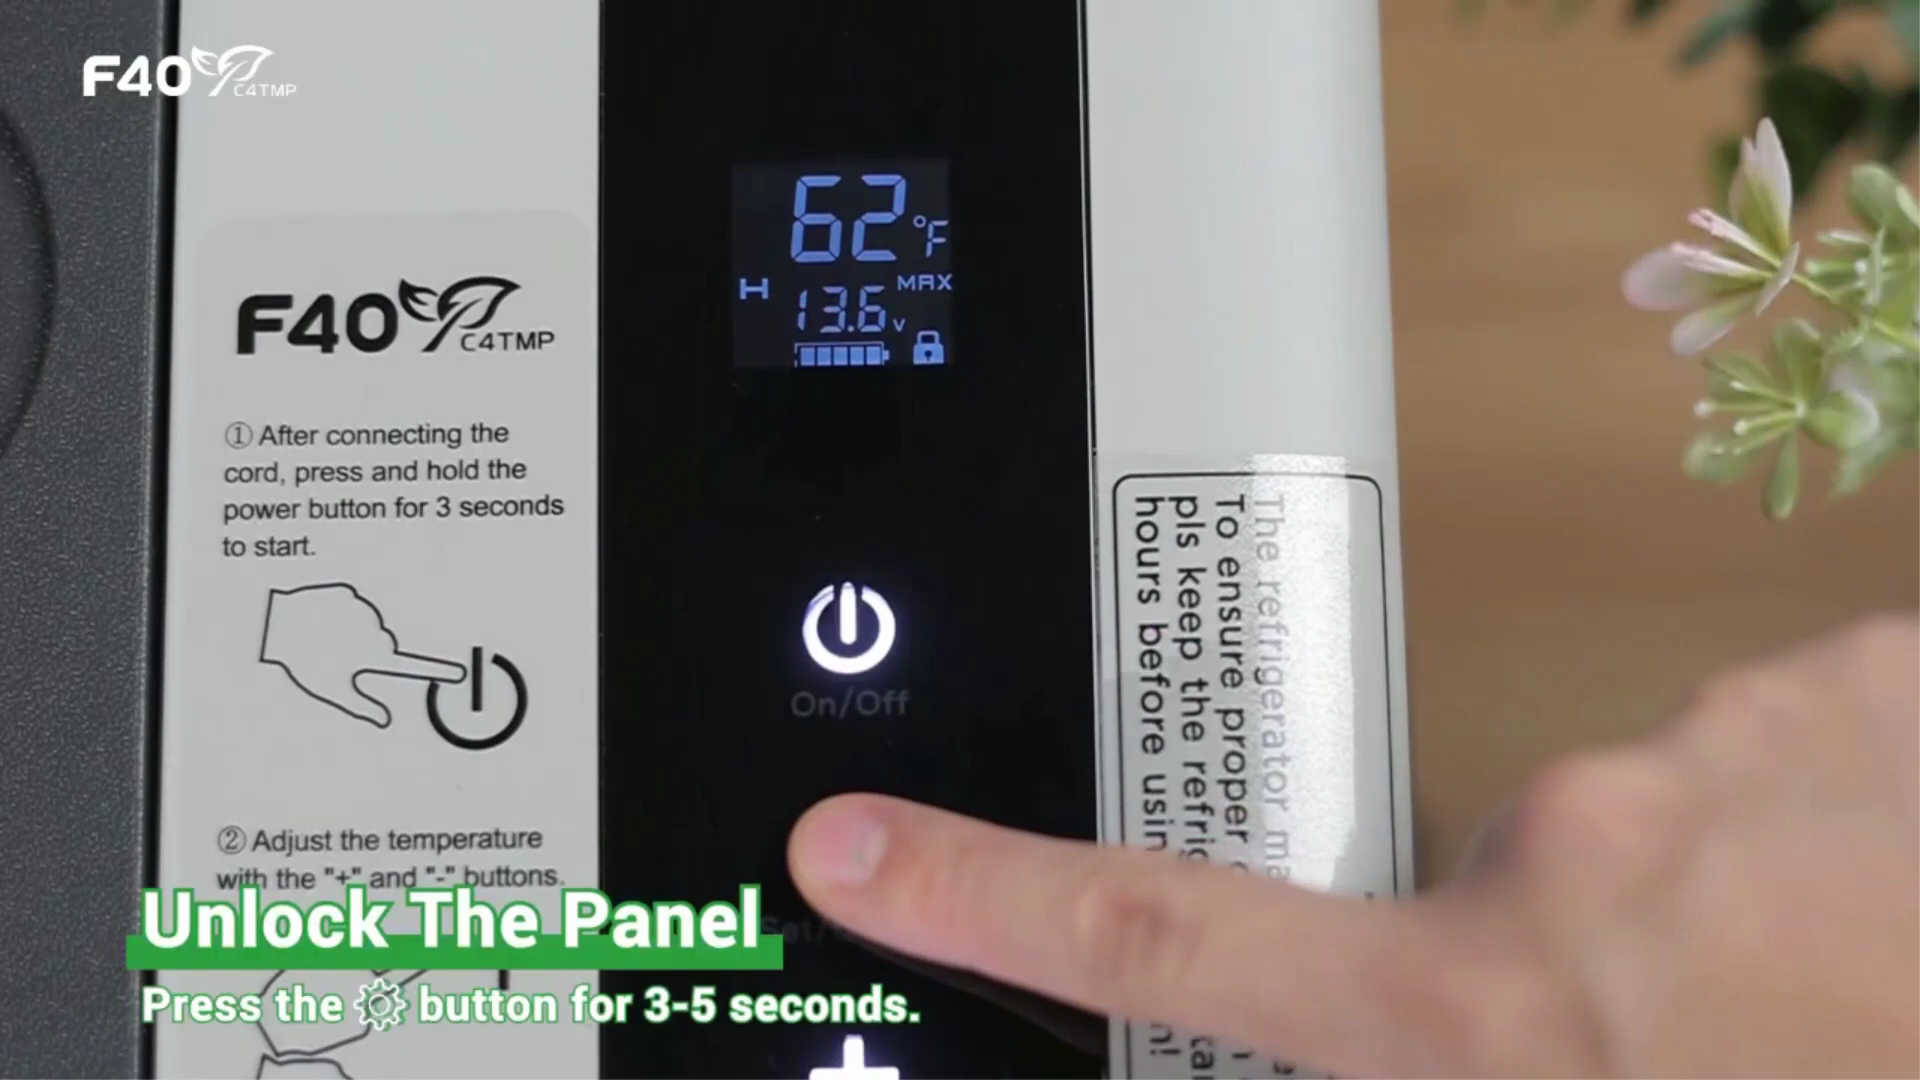 F40
C4TMP
62°F
H
MAX
13.6v
F40
C4TMP
① After connecting the
cord, press and hold the
power button for 3 seconds
to start.
On/Off
The refrigerator
To ensure proper
pls keep the
hours before
② Adjust the temperature
with the "+" and "-" buttons.
Unlock The Panel
Press the button for 3-5 seconds.